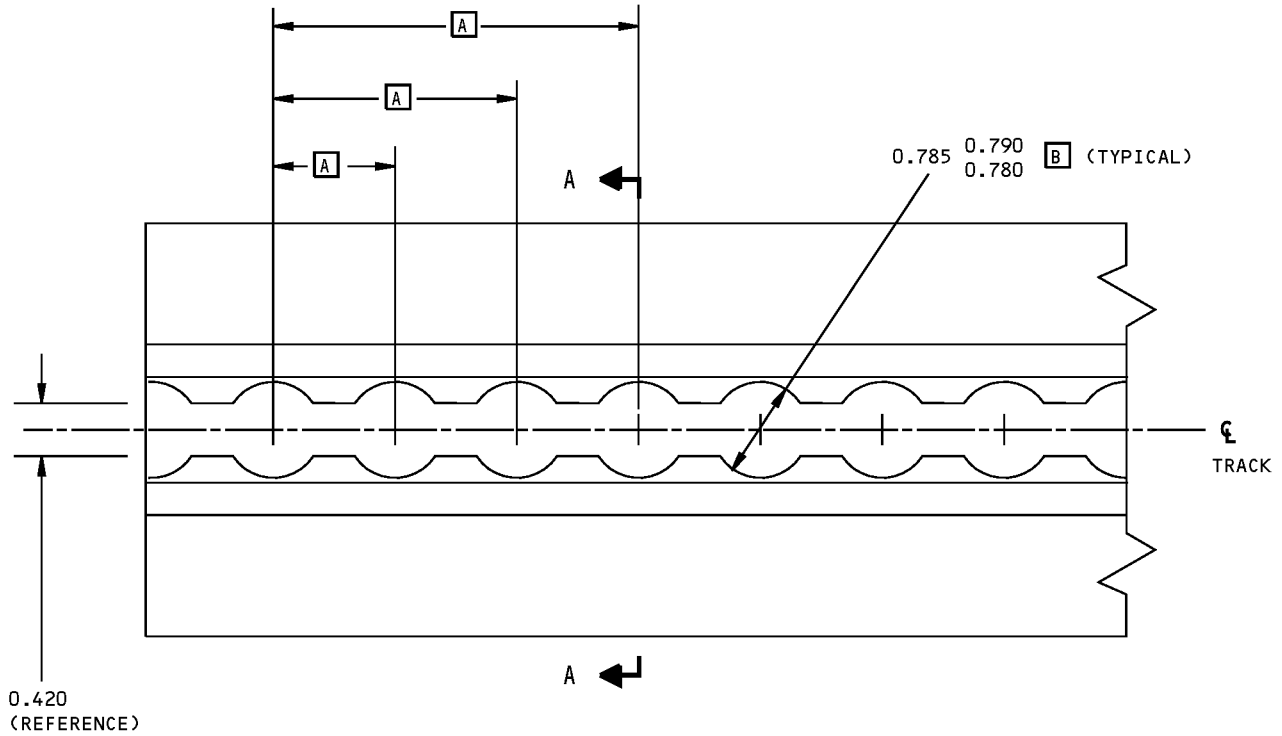 A
A
A
A
0.785 0.790 B (TYPICAL)
0.780
℄
TRACK
A
0.420
(REFERENCE)